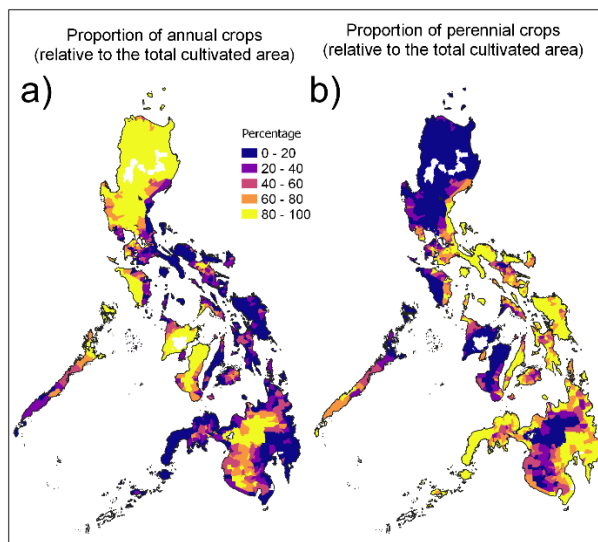 Proportion of annual crops
(relative to the total cultivated area)
Proportion of perennial crops
(relative to the total cultivated area)
a)
b)
Percentage
0 - 20
20 - 40
40 - 60
60 - 80
80 - 100